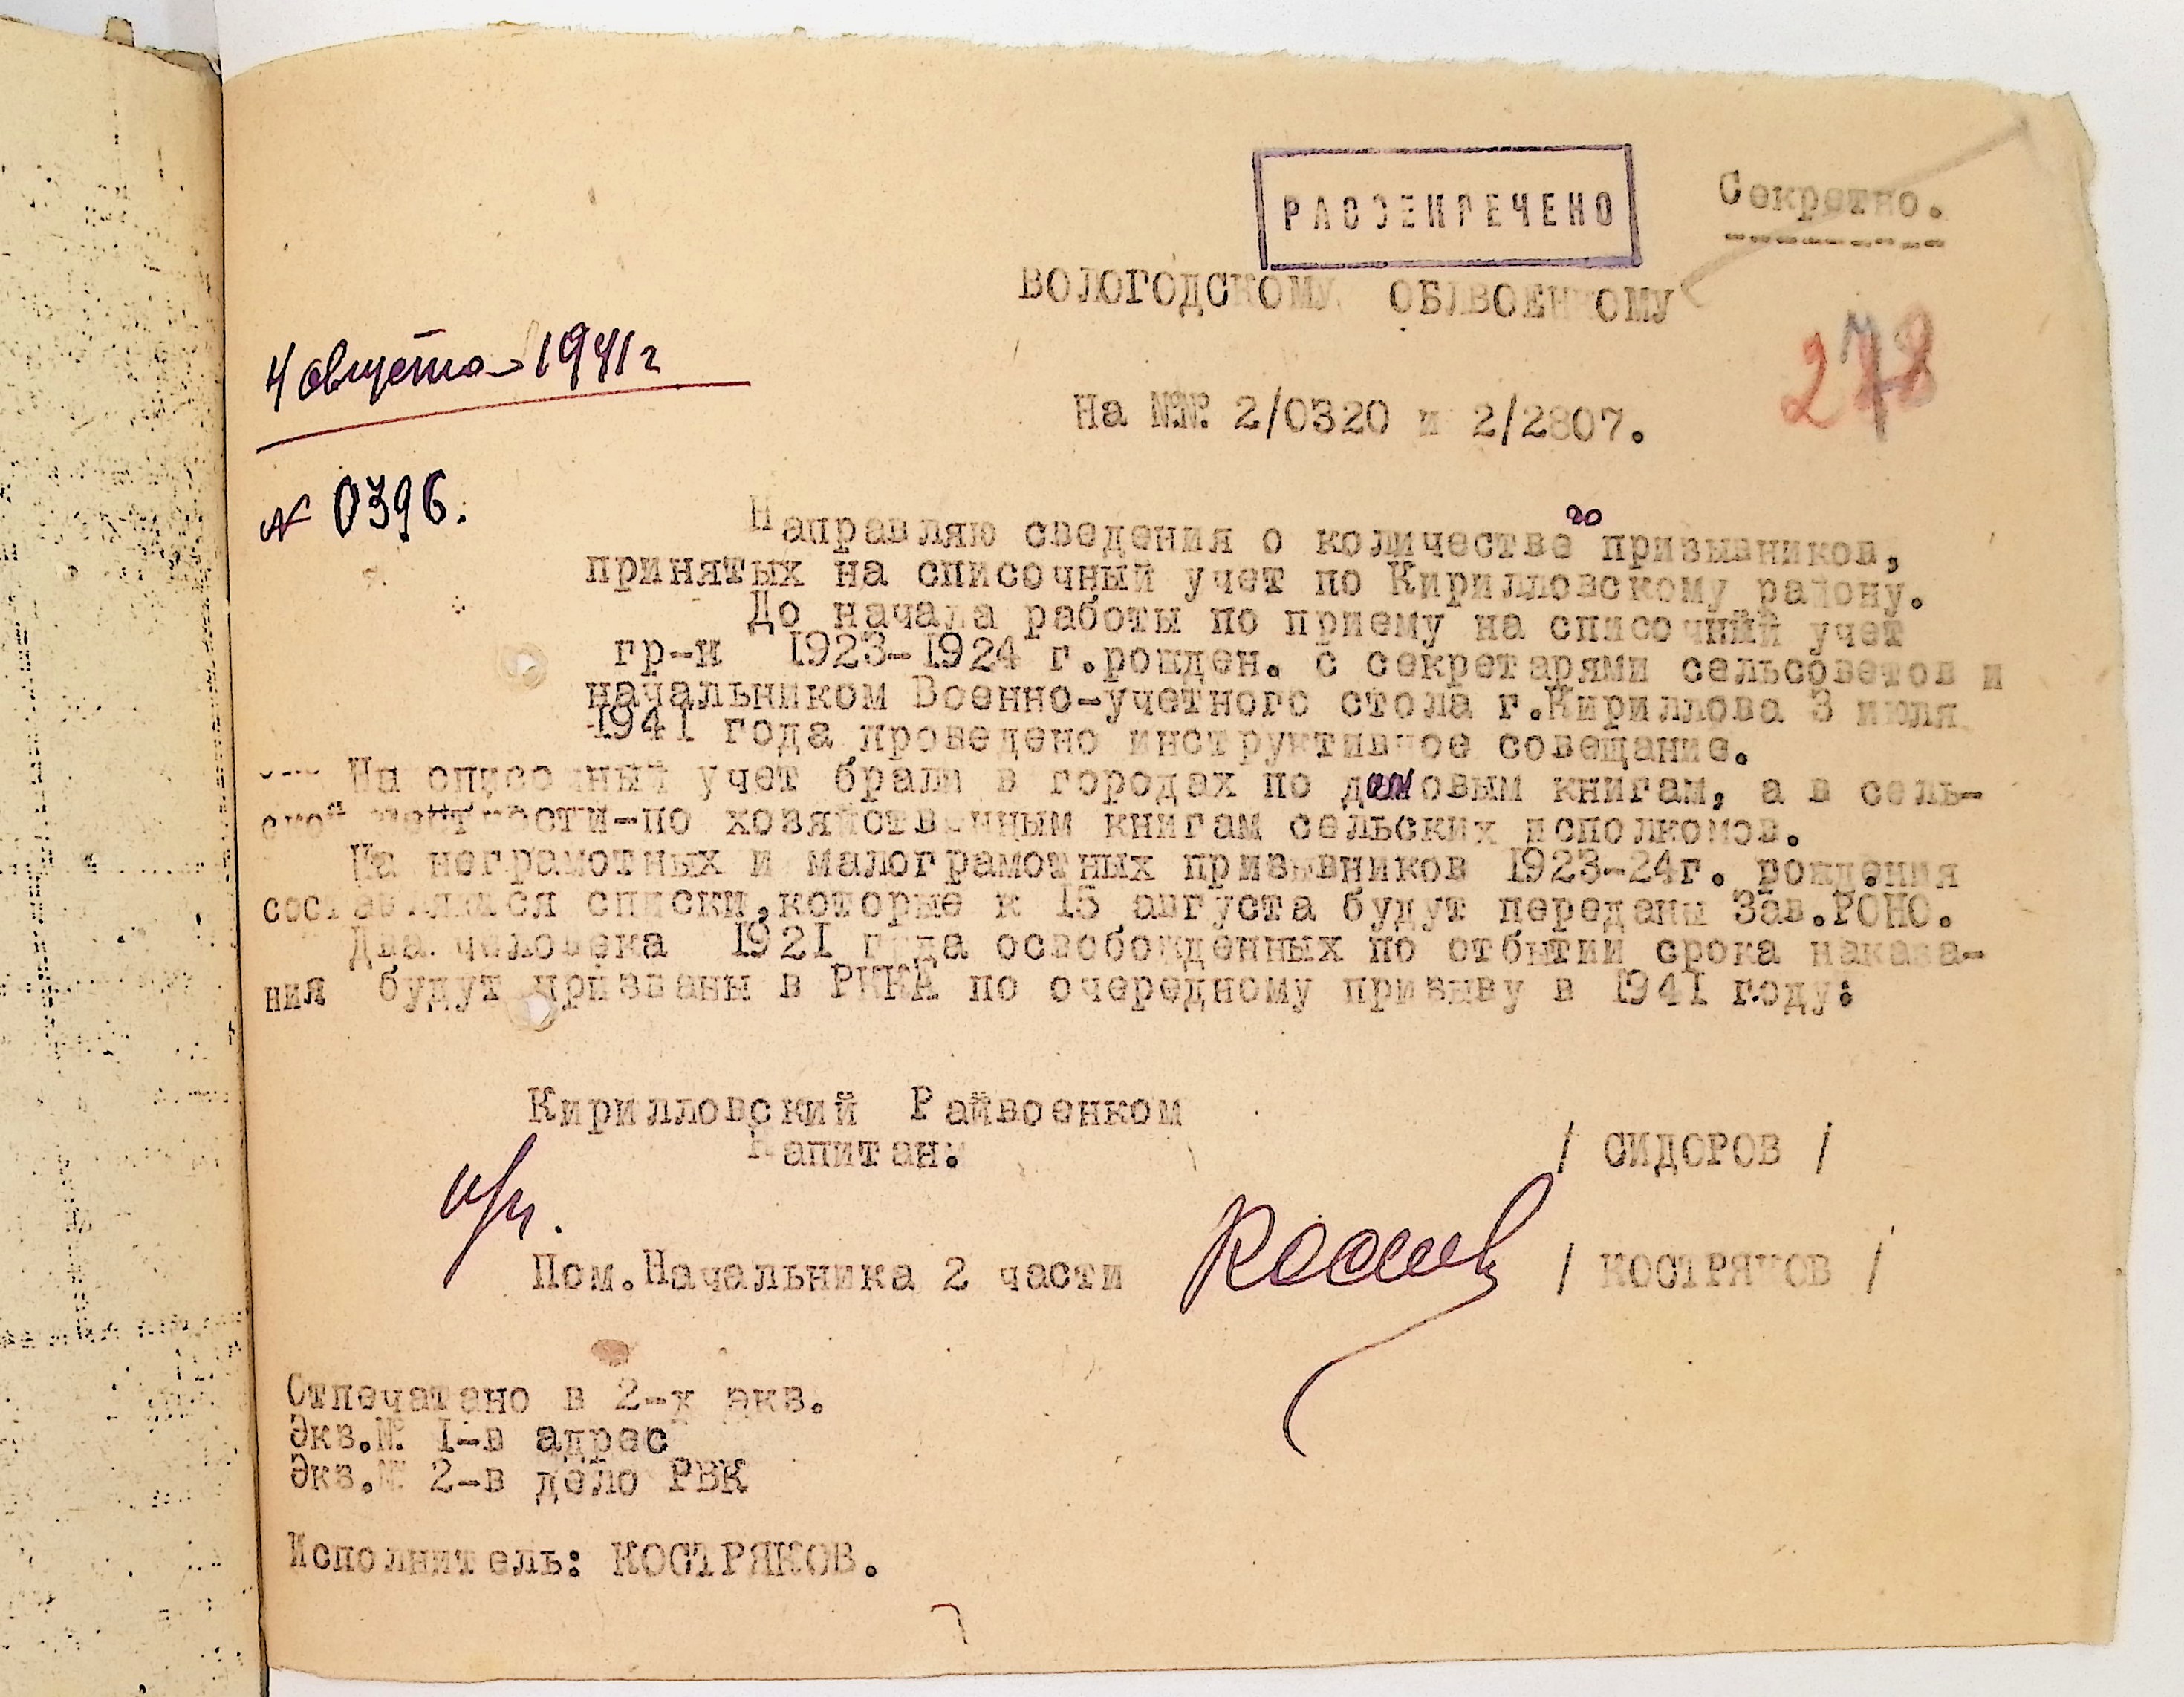 РАССЕКРЕЧЕНО
Секретно.
ВОЛОГОДСКОМУ ОБЛВОЕНКОМУ
4 августа 1941 г
278
На №№ 2/0320 и 2/2807.
№ 0396.
го
Направляю сведения о количестве призывников,
принятых на списочный учет по Кирилловскому району.
До начала работы по приему на списочный учет
гр-н 1923-1924 г.рожден. с секретарями сельсоветов и
начальником Военно-учетного стола г.Кириллова 3 июля
1941 года проведено инструктивное совещание.
На списочный учет брали в городах по домовым книгам, а в сель-
ской местности-по хозяйственным книгам сельских исполкомов.
На неграмотных и малограмотных призывников 1923-24г. рождения
составляются списки,которые к 15 августа будут переданы Зав.РОНО.
Два человека 1921 года освобожденных по отбытии срока наказа-
ния будут призваны в РККА по очередному призыву в 1941 году:
Кирилловский Райвоенком
Капитан:
/ СИДОРОВ /
Пом.Начальника 2 части
/ КОСТРЯКОВ /
Отпечатано в 2-х экз.
Экз.№ 1-в адрес
Экз.№ 2-в дело РВК
Исполнитель: КОСТРЯКОВ.